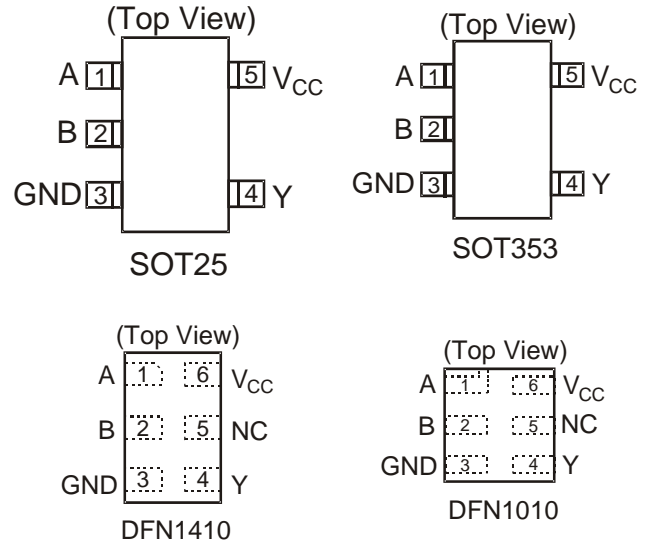 (Top View)
A 1 5 VCC
B 2
GND 3 4 Y
SOT25
(Top View)
A 1 5 VCC
B 2
GND 3 4 Y
SOT353
(Top View)
A 1 6 VCC
B 2 5 NC
GND 3 4 Y
DFN1410
(Top View)
A 1 6 VCC
B 2 5 NC
GND 3 4 Y
DFN1010